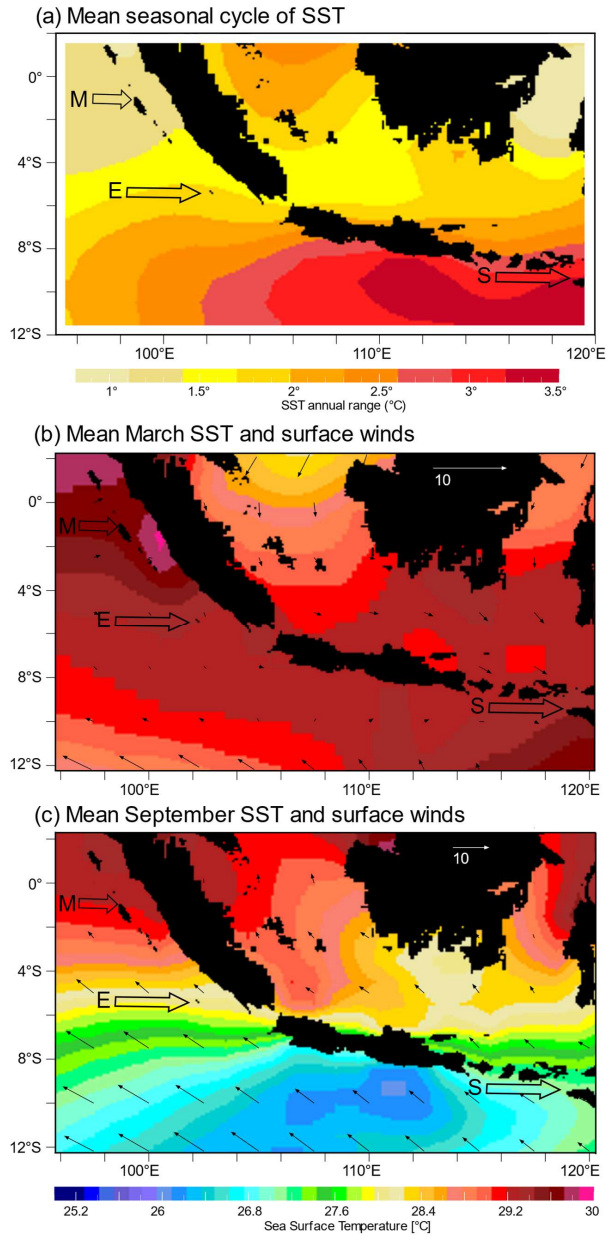 (a) Mean seasonal cycle of SST
0°
M
4°S
E
8°S
S
12°S
100°E 110°E 120°E
1° 1.5° 2° 2.5° 3° 3.5°
SST annual range (°C)
(b) Mean March SST and surface winds
10
0°
M
4°S
E
8°S
S
12°S
100°E 110°E 120°E
(c) Mean September SST and surface winds
10
0°
M
4°S
E
8°S
S
12°S
100°E 110°E 120°E
25.2 26 26.8 27.6 28.4 29.2 30
Sea Surface Temperature [°C]